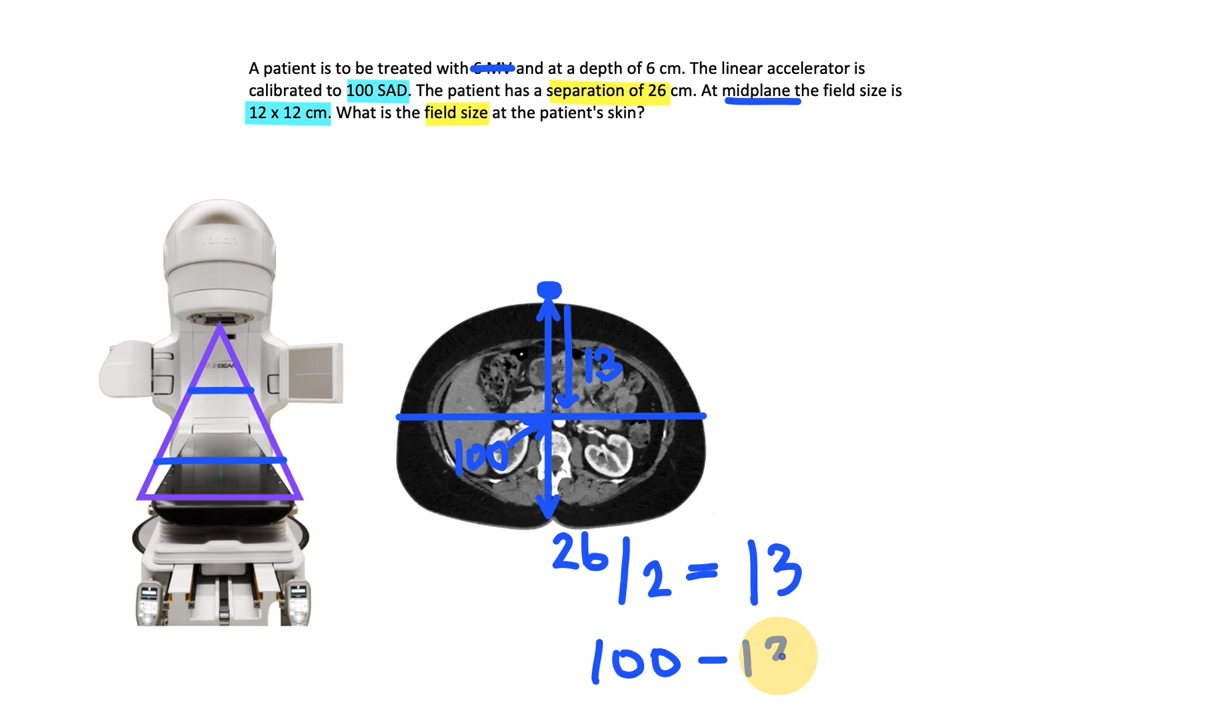 A patient is to be treated with 6 MV and at a depth of 6 cm. The linear accelerator is
calibrated to 100 SAD. The patient has a separation of 26 cm. At midplane the field size is
12 x 12 cm. What is the field size at the patient's skin?
13
100
26/2 = 13
100 - 13